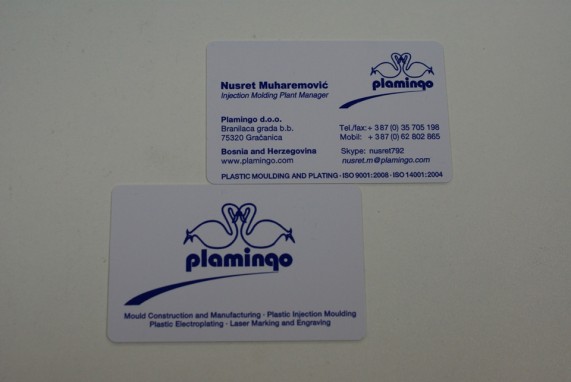 plamingo
Nusret Muharemović
Injection Molding Plant Manager
Plamingo d.o.o.
Branilaca grada b.b.
75320 Gračanica
Bosnia and Herzegovina
www.plamingo.com
Tel./fax: + 387 (0) 35 705 198
Mobil: + 387 (0) 62 802 865
Skype: nusret792
nusret.m@plamingo.com
PLASTIC MOULDING AND PLATING - ISO 9001:2008 - ISO 14001:2004
plamingo
Mould Construction and Manufacturing - Plastic Injection Moulding
Plastic Electroplating - Laser Marking and Engraving